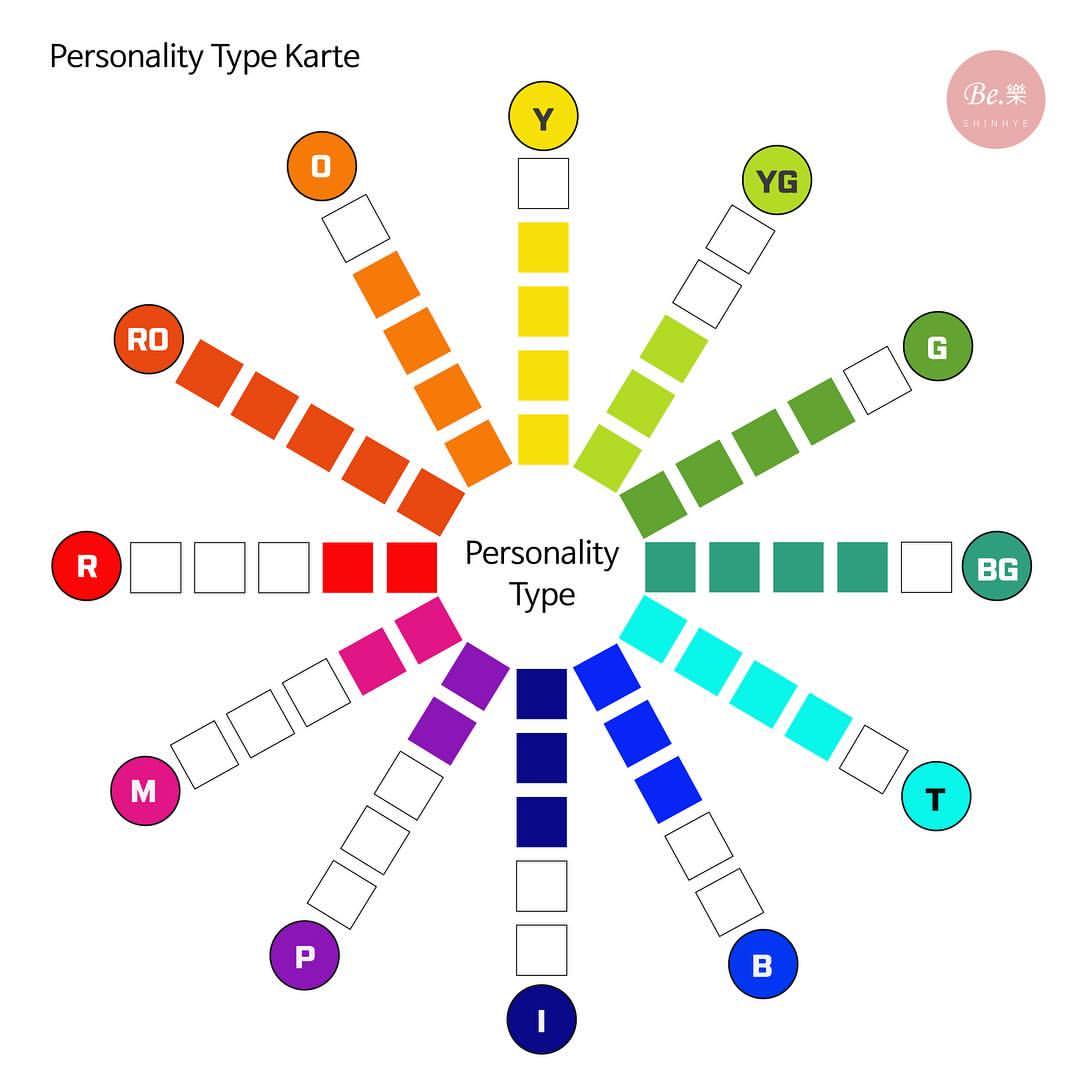 Personality Type Karte
Be.樂
SHINHYE
Y
O
YG
RO
G
Personality
Type
R
BG
M
T
P
B
I